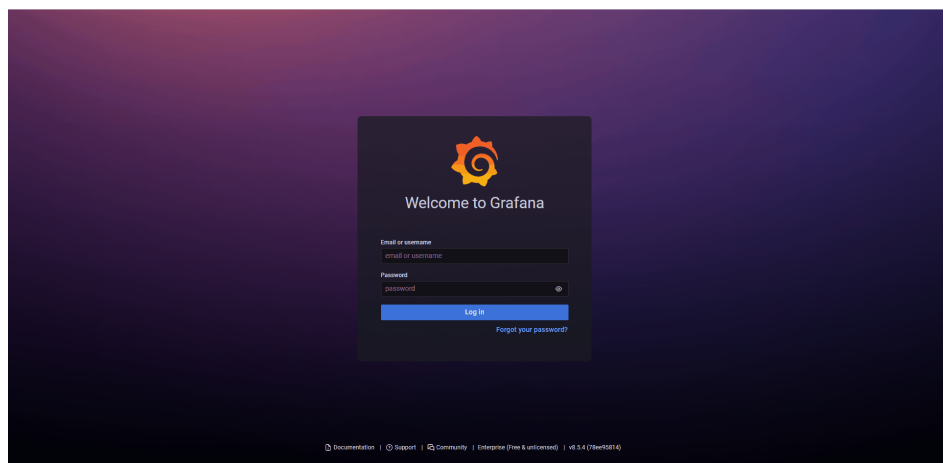 Welcome to Grafana
Email or username
email or username
Password
password
Log in
Forgot your password?
Documentation | Support | Community | Enterprise (Free & unlicensed) | v8.5.4 (78ee95814)